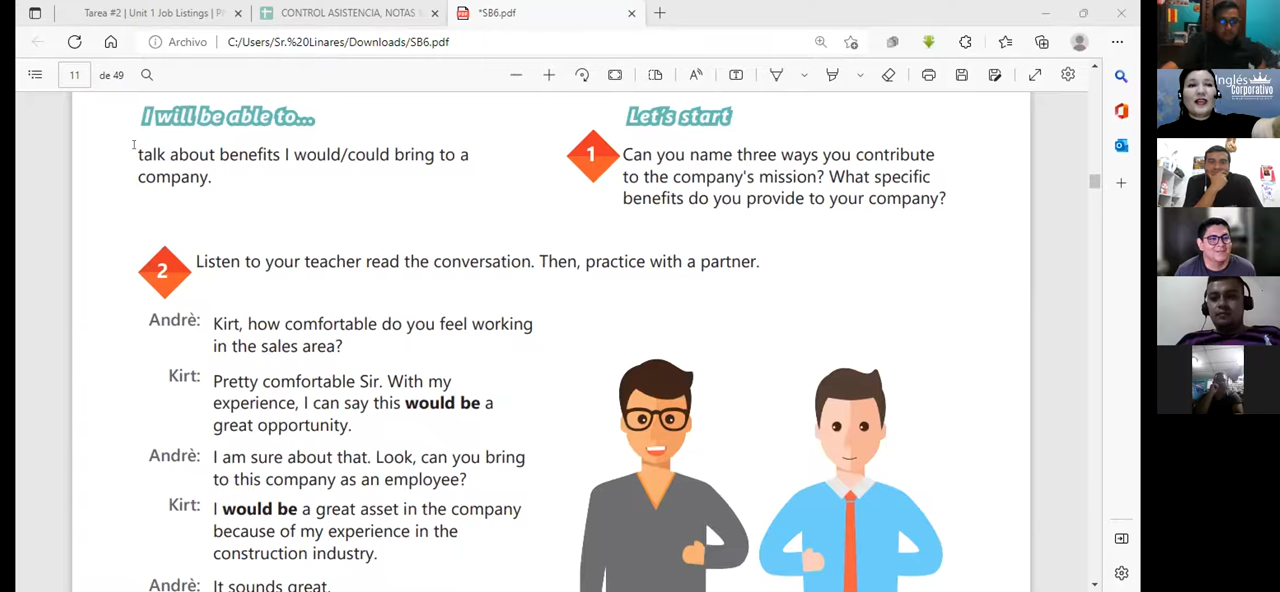 Tarea #2 | Unit 1 Job Listings | P
CONTROL ASISTENCIA, NOTAS
*SB6.pdf
Archivo
C:/Users/Sr.%20Linares/Downloads/SB6.pdf
11
de 49
I will be able to...
talk about benefits I would/could bring to a
company.
Let's start
1
Can you name three ways you contribute
to the company's mission? What specific
benefits do you provide to your company?
2
Listen to your teacher read the conversation. Then, practice with a partner.
Andrè: Kirt, how comfortable do you feel working
in the sales area?
Kirt: Pretty comfortable Sir. With my
experience, I can say this would be a
great opportunity.
Andrè: I am sure about that. Look, can you bring
to this company as an employee?
Kirt: I would be a great asset in the company
because of my experience in the
construction industry.
Andrè: It sounds great.
Inglés
Corporativo